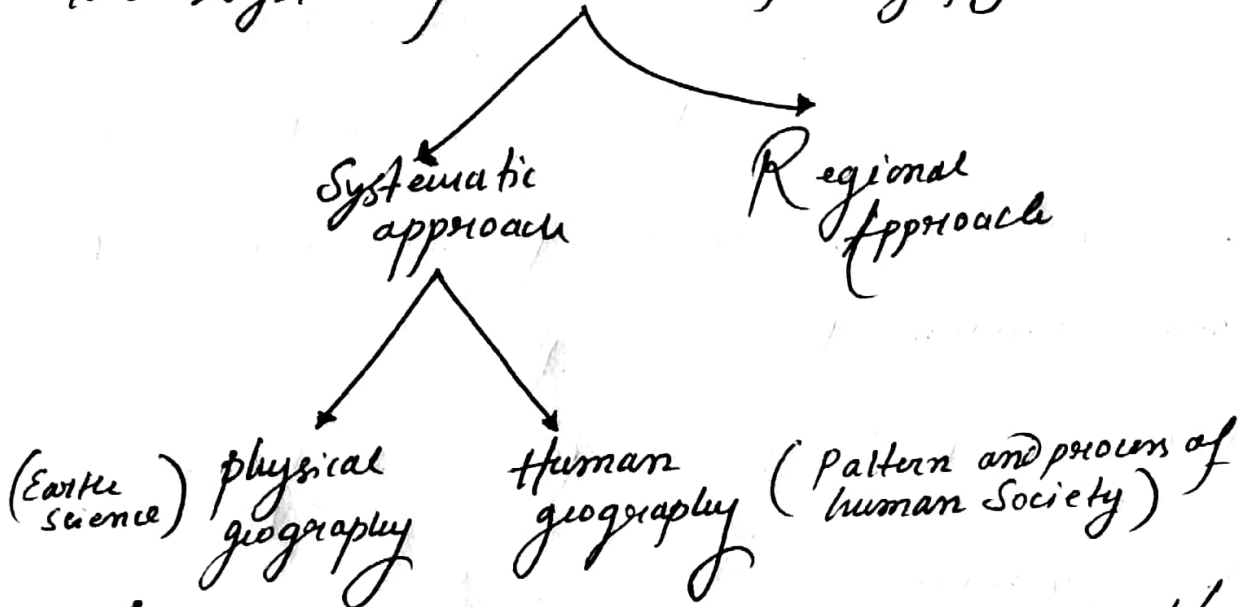 Systematic
approach
Regional
Approach
(Earth
science)
physical
geography
Human
geography
(Pattern and process of
human Society)